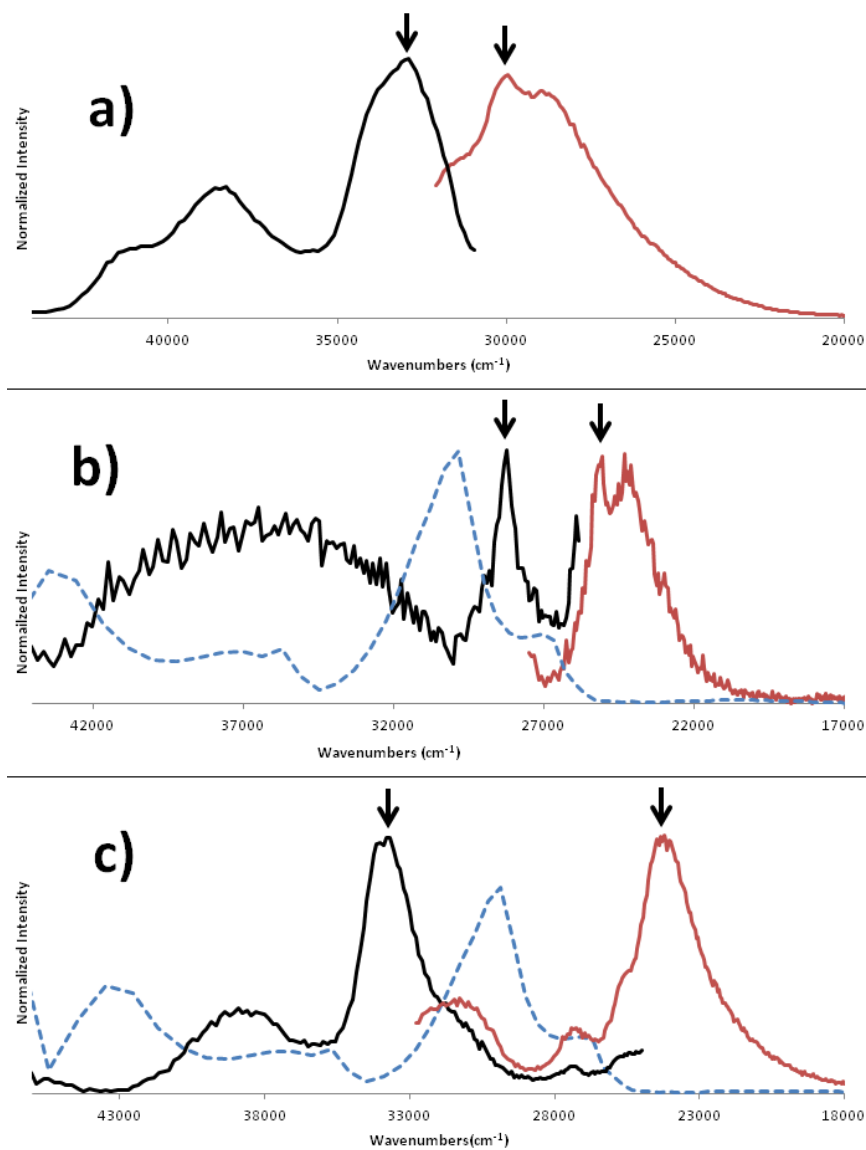 a)
Normalized Intensity
40000 35000 30000 25000 20000
Wavenumbers (cm-1)
b)
Normalized Intensity
42000 37000 32000 27000 22000 17000
Wavenumbers (cm-1)
c)
Normalized Intensity
43000 38000 33000 28000 23000 18000
Wavenumbers(cm-1)